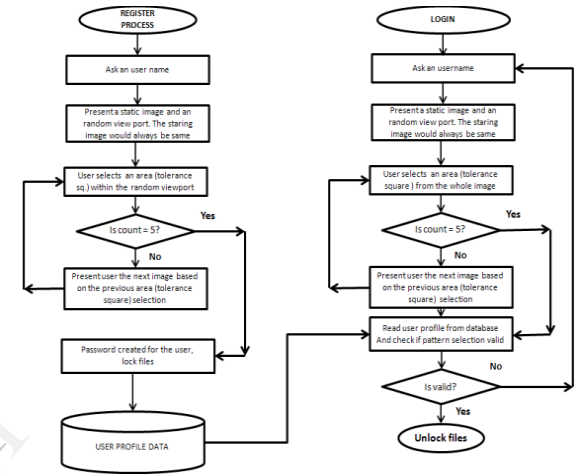 REGISTER
PROCESS
Ask an user name
Present a static image and an
random view port. The staring
image would always be same
User selects an area (tolerance
sq.) within the random viewport
Is count = 5?
Yes
No
Present user the next image based
on the previous area (tolerance
square) selection
Password created for the user,
lock files
USER PROFILE DATA
LOGIN
Ask an username
Present a static image and an
random view port. The staring
image would always be same
User selects an area (tolerance
square ) from the whole image
Is count = 5?
Yes
No
Present user the next image based
on the previous area (tolerance
square) selection
Read user profile from database
And check if pattern selection valid
No
Is valid?
Yes
Unlock files